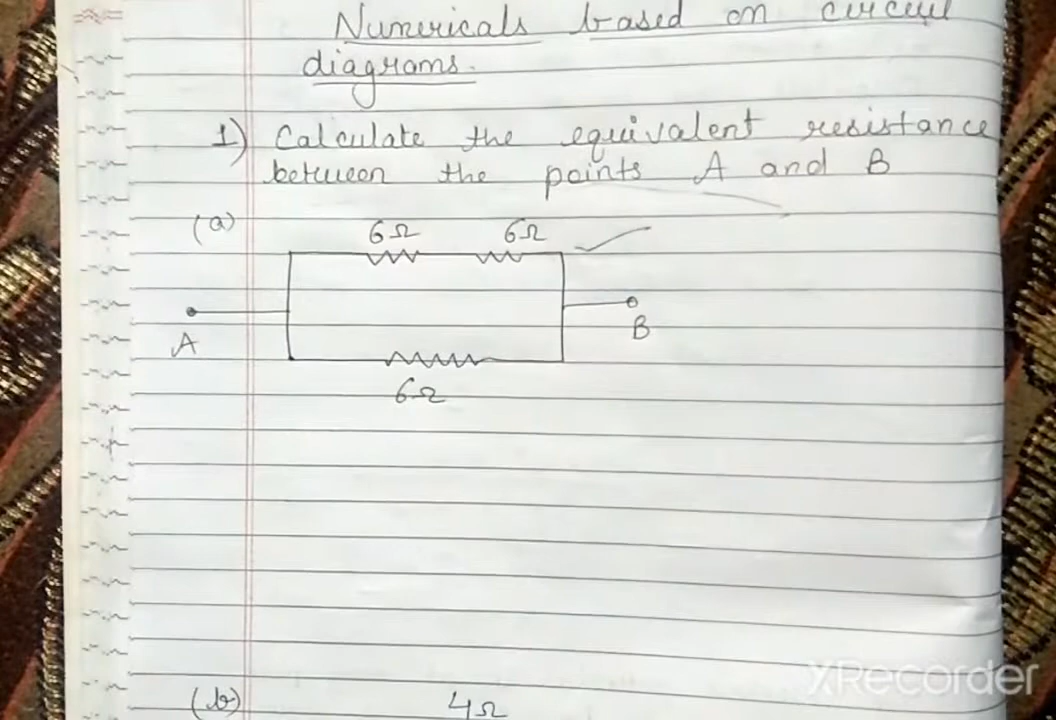 Numericals based on circuit
diagrams.
1) Calculate the equivalent resistance
between the points A and B
(a)
6Ω 6Ω
A
B
6Ω
(b)
4Ω
XRecorder